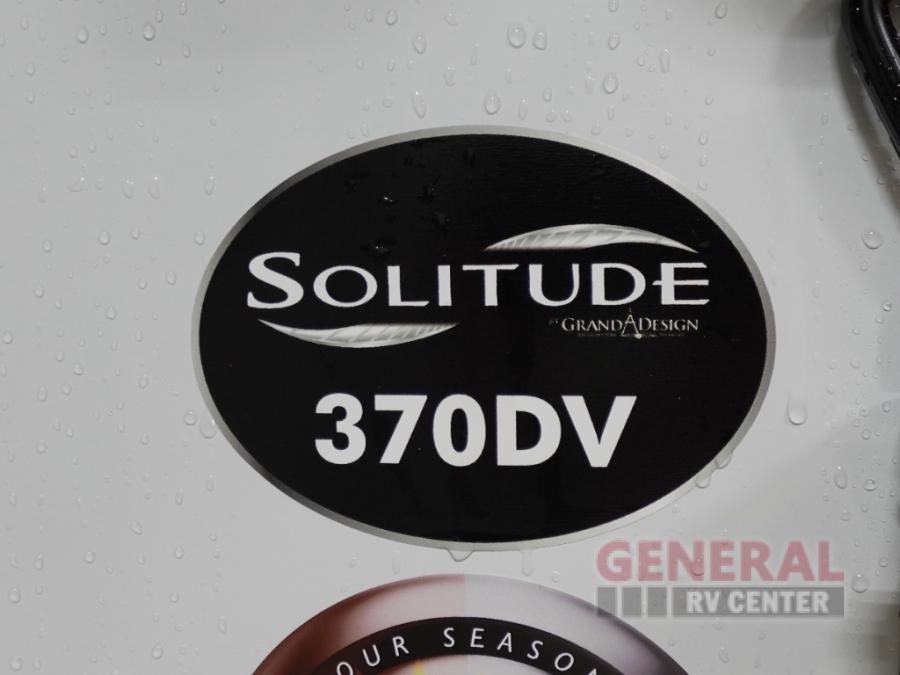 SOLITUDE
BY GRAND DESIGN
370DV
GENERAL
RV CENTER
OUR SEASO